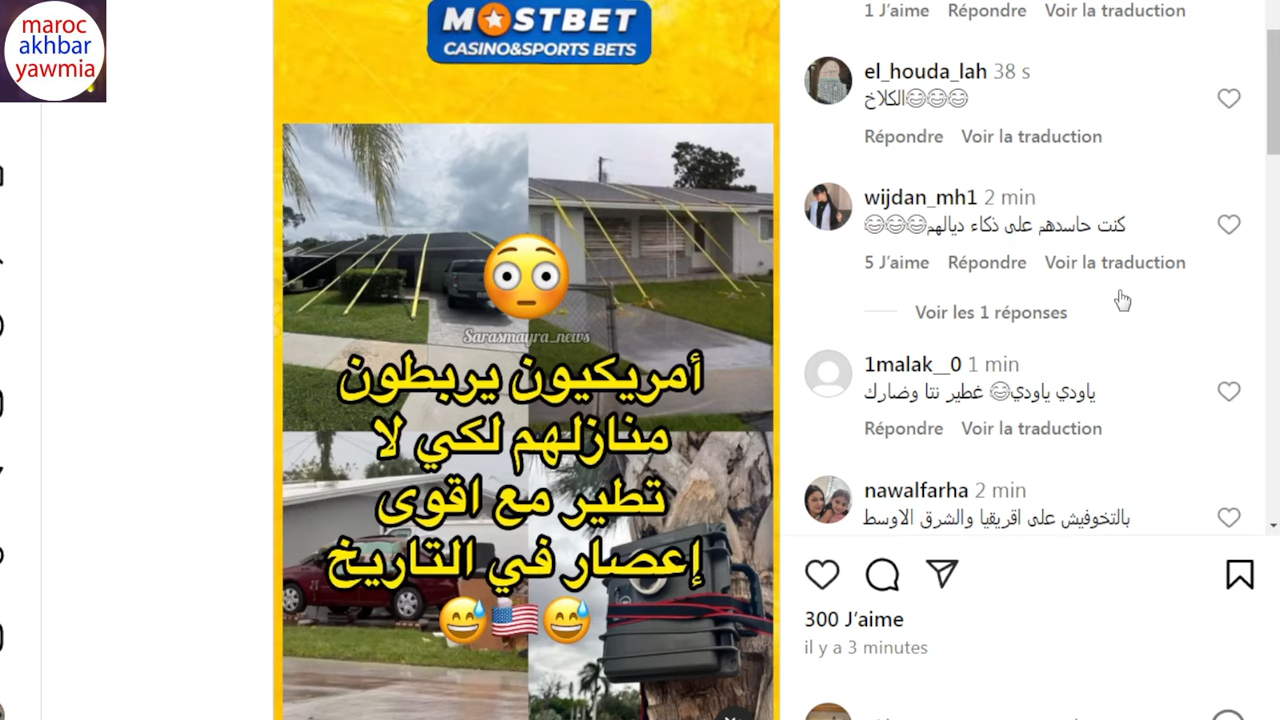 maroc
akhbar
yawmia
MOSTBET
CASINO&SPORTS BETS
Sarasmayra_news
أمريكيون يربطون
منازلهم لكي لا
تطير مع اقوى
إعصار في التاريخ
😅🇺🇸😅
1 J’aime Répondre Voir la traduction
el_houda_lah 38 s
الكلاخ😂😂😂
Répondre Voir la traduction
wijdan_mh1 2 min
كنت حاسدهم على ذكاء ديالهم😂😂😂
5 J’aime Répondre Voir la traduction
Voir les 1 réponses
1malak__0 1 min
ياودي ياودي😂 غطير نتا وضارك
Répondre Voir la traduction
nawalfarha 2 min
بالتخوفيش على اقريقيا والشرق الاوسط
300 J’aime
il y a 3 minutes